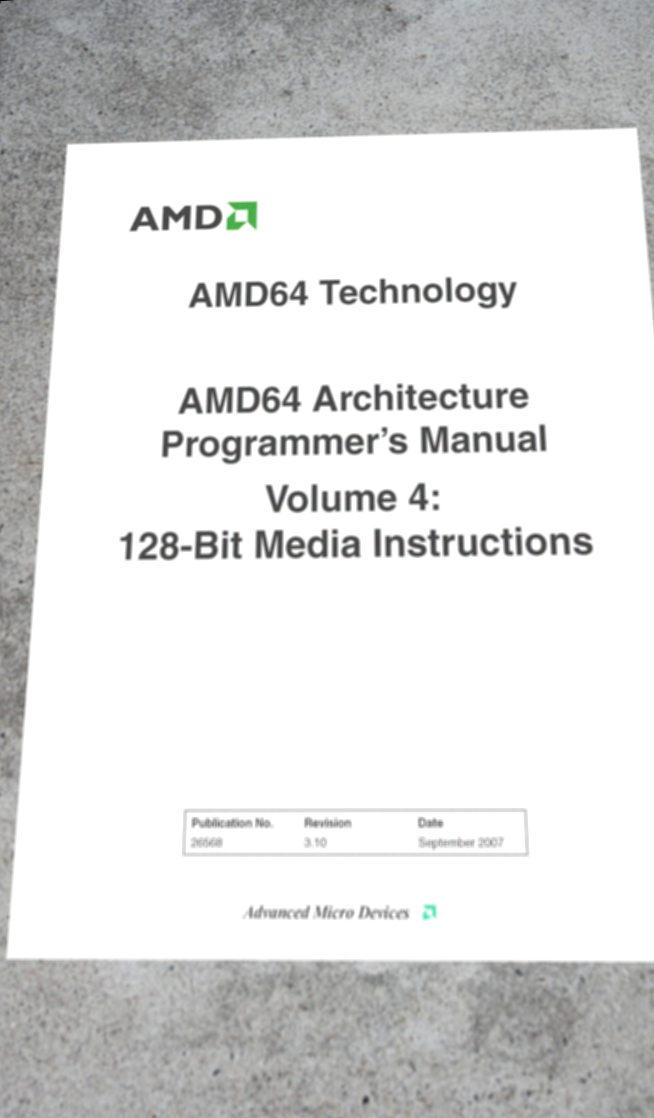 AMD
AMD64 Technology
AMD64 Architecture
Programmer's Manual
Volume 4:
128-Bit Media Instructions
Publication No. Revision Date
26568 3.10 September 2007
Advanced Micro Devices